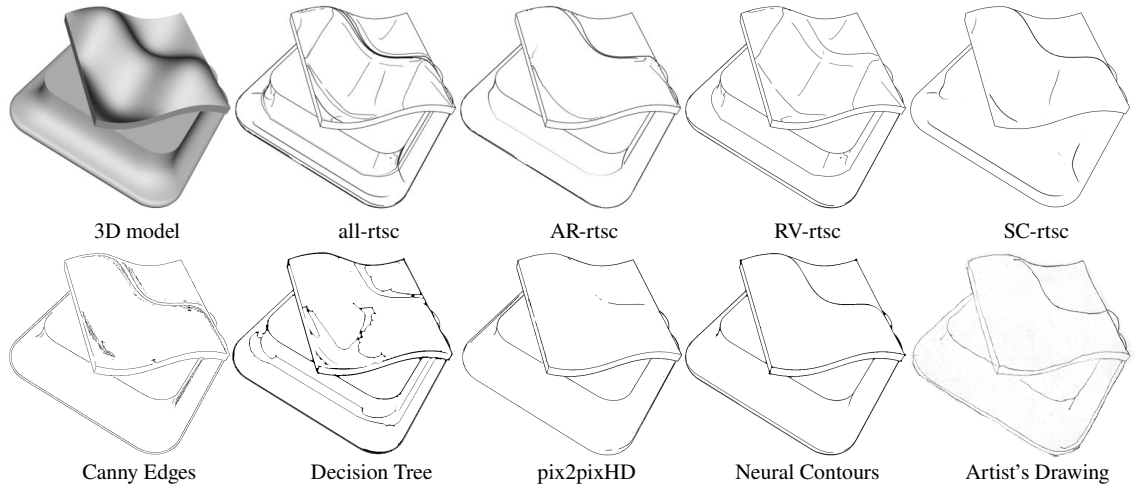 3D model all-rtsc AR-rtsc RV-rtsc SC-rtsc
Canny Edges Decision Tree pix2pixHD Neural Contours Artist's Drawing